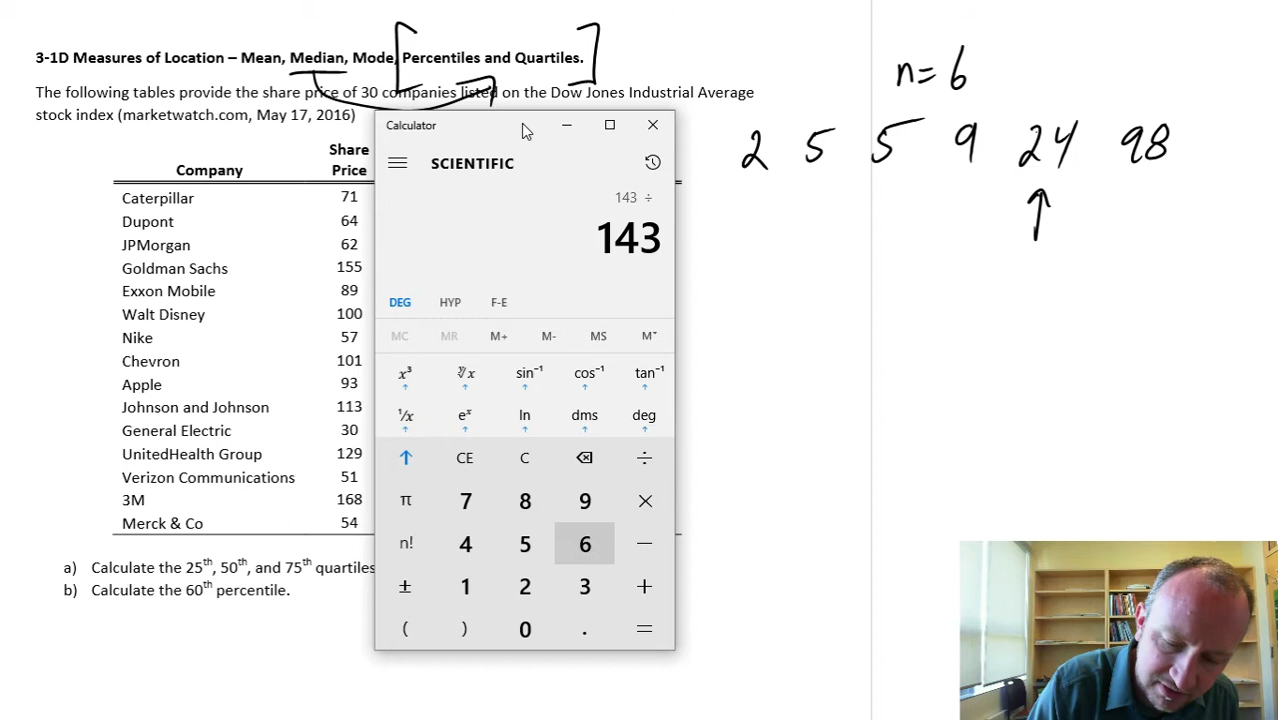 3-1D Measures of Location – Mean, Median, Mode, Percentiles and Quartiles.
The following tables provide the share price of 30 companies listed on the Dow Jones Industrial Average
stock index (marketwatch.com, May 17, 2016)
Company Share Price
Caterpillar 71
Dupont 64
JPMorgan 62
Goldman Sachs 155
Exxon Mobile 89
Walt Disney 100
Nike 57
Chevron 101
Apple 93
Johnson and Johnson 113
General Electric 30
UnitedHealth Group 129
Verizon Communications 51
3M 168
Merck & Co 54
a) Calculate the 25th, 50th, and 75th quartiles
b) Calculate the 60th percentile.
Calculator
SCIENTIFIC
143 ÷
143
DEG HYP F-E
MC MR M+ M- MS M˅
x³ ʸ√x sin⁻¹ cos⁻¹ tan⁻¹
¹/x eˣ ln dms deg
↑ CE C ⌫ ÷
π 7 8 9 ×
n! 4 5 6 −
± 1 2 3 +
( ) 0 . =
n= 6
2 5 5 9 24 98